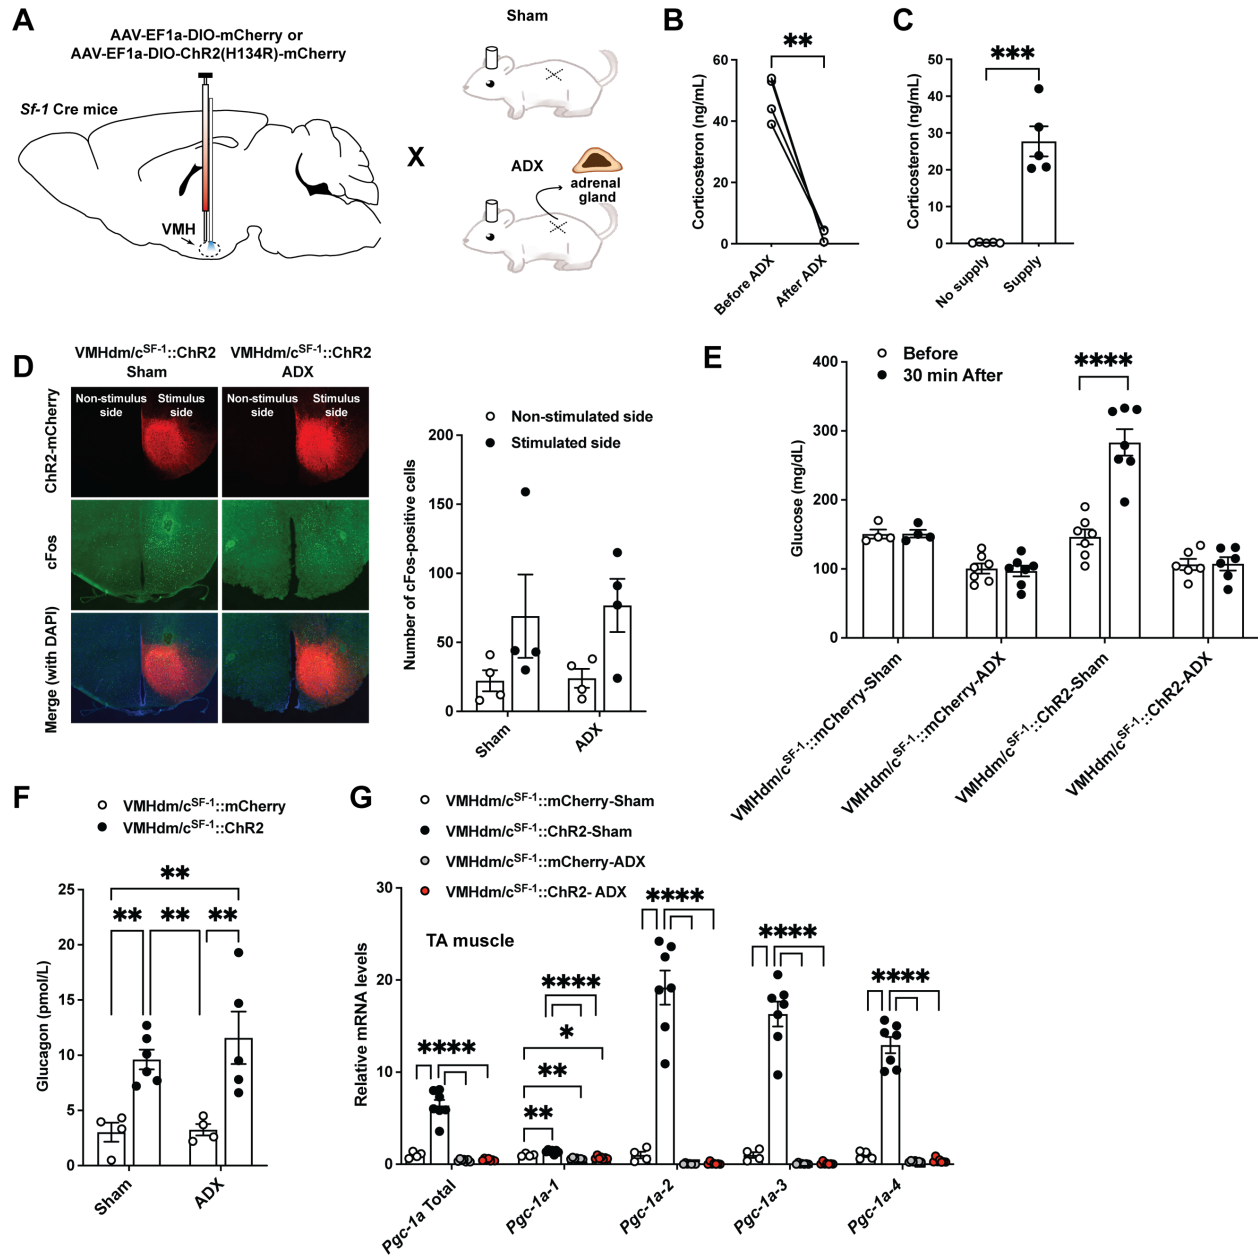 A
AAV-EF1a-DIO-mCherry or
AAV-EF1a-DIO-ChR2(H134R)-mCherry
Sf-1 Cre mice
VMH
X
Sham
ADX
adrenal
gland
B
**
Corticosteron (ng/mL)
60
40
20
0
Before ADX
After ADX
C
***
Corticosteron (ng/mL)
50
40
30
20
10
0
No supply
Supply
D
VMHdm/cSF-1::ChR2
Sham
VMHdm/cSF-1::ChR2
ADX
Non-stimulus
side
Stimulus
side
Non-stimulus
side
Stimulus
side
ChR2-mCherry
cFos
Merge (with DAPI)
Non-stimulated side
Stimulated side
Number of cFos-positive cells
200
150
100
50
0
Sham
ADX
E
Before
30 min After
****
Glucose (mg/dL)
400
300
200
100
0
VMHdm/cSF-1::mCherry-Sham
VMHdm/cSF-1::mCherry-ADX
VMHdm/cSF-1::ChR2-Sham
VMHdm/cSF-1::ChR2-ADX
F
VMHdm/cSF-1::mCherry
VMHdm/cSF-1::ChR2
**
** ** **
Glucagon (pmol/L)
25
20
15
10
5
0
Sham
ADX
G
VMHdm/cSF-1::mCherry-Sham
VMHdm/cSF-1::ChR2-Sham
VMHdm/cSF-1::mCherry-ADX
VMHdm/cSF-1::ChR2- ADX
TA muscle
Relative mRNA levels
30
20
10
0
****
****
*
**
**
****
****
****
Pgc-1a Total
Pgc-1a-1
Pgc-1a-2
Pgc-1a-3
Pgc-1a-4